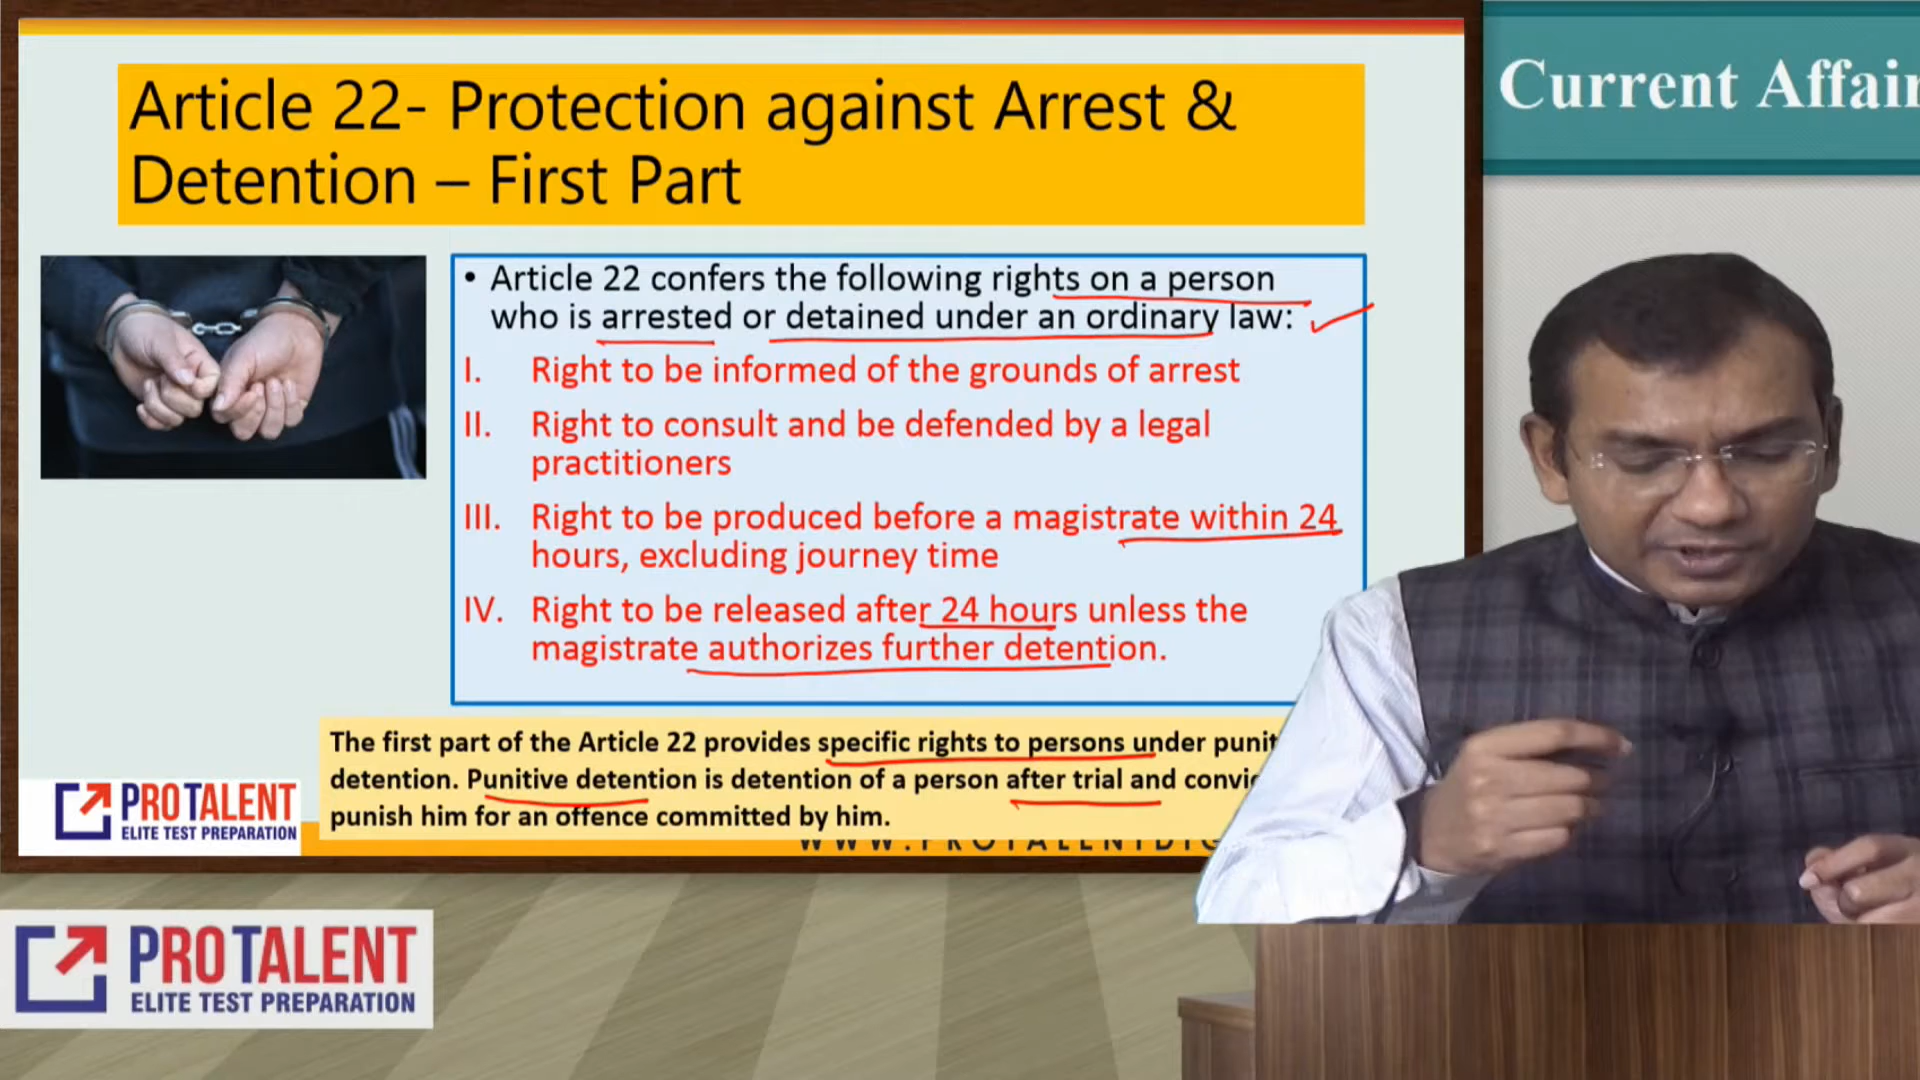 Article 22- Protection against Arrest &
Detention – First Part
Current Affair
• Article 22 confers the following rights on a person
who is arrested or detained under an ordinary law:
I. Right to be informed of the grounds of arrest
II. Right to consult and be defended by a legal
practitioners
III. Right to be produced before a magistrate within 24
hours, excluding journey time
IV. Right to be released after 24 hours unless the
magistrate authorizes further detention.
The first part of the Article 22 provides specific rights to persons under punit
detention. Punitive detention is detention of a person after trial and convic
punish him for an offence committed by him.
PROTALENT
ELITE TEST PREPARATION
PROTALENT
ELITE TEST PREPARATION